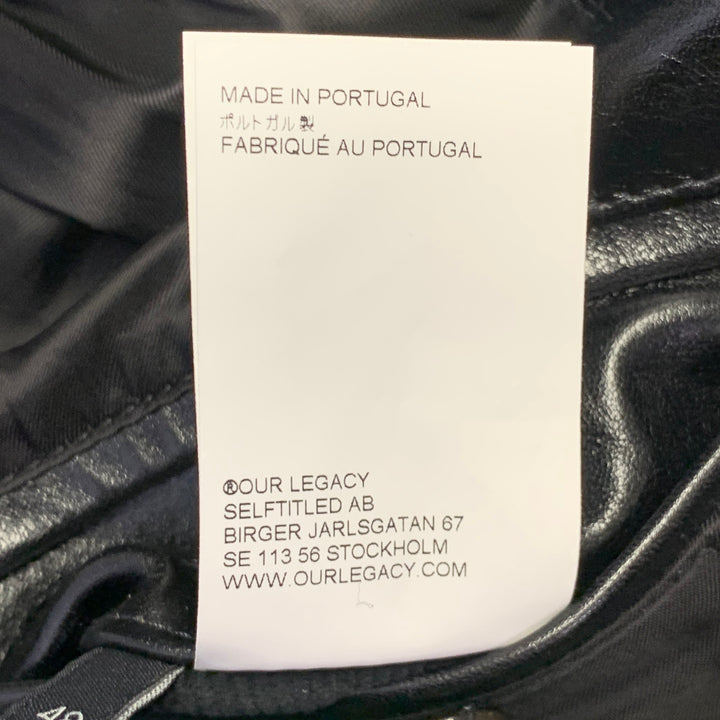 MADE IN PORTUGAL
ポルトガル製
FABRIQUÉ AU PORTUGAL
®OUR LEGACY
SELFTITLED AB
BIRGER JARLSGATAN 67
SE 113 56 STOCKHOLM
WWW.OURLEGACY.COM